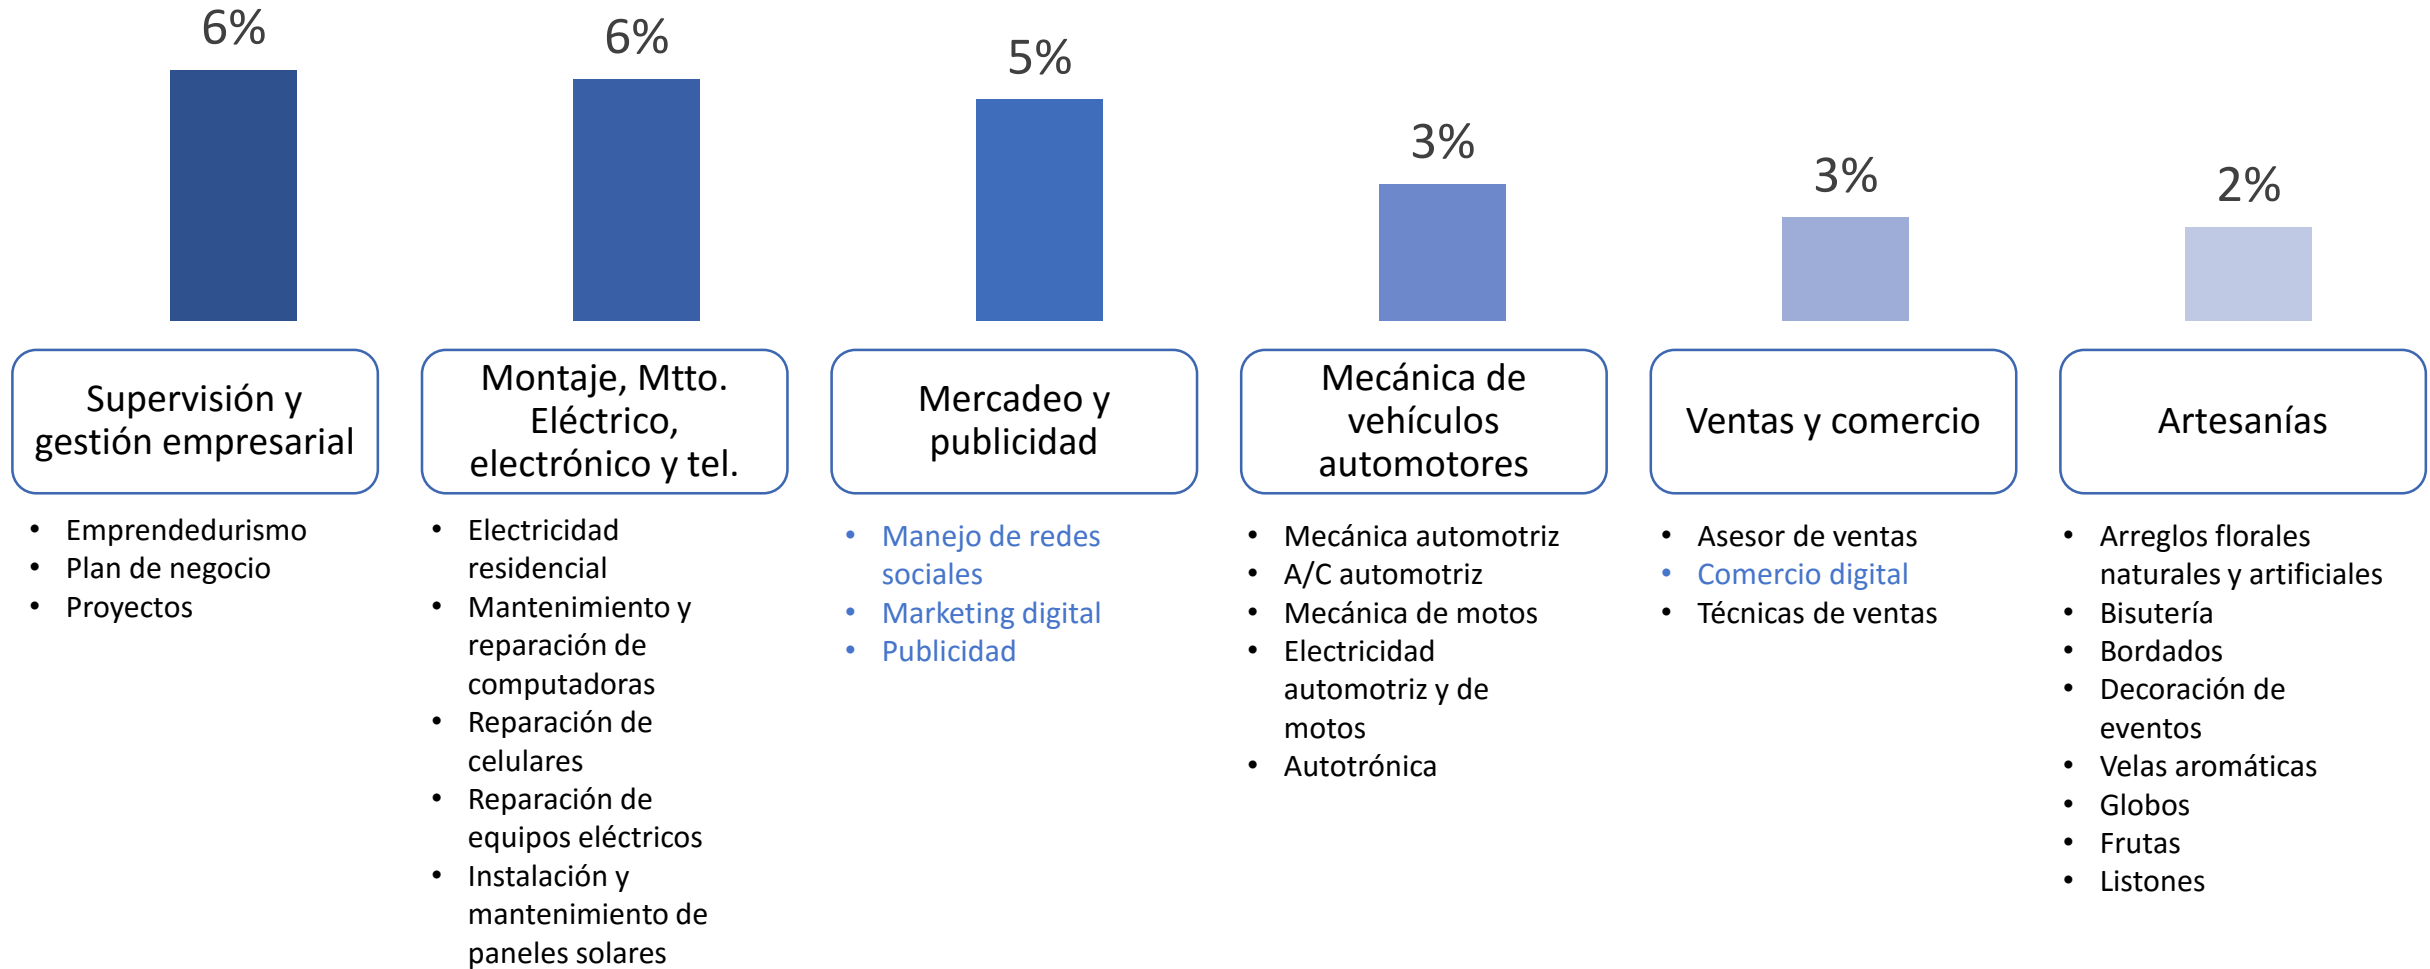 6%
6%
5%
3%
3%
2%
Supervisión y
gestión empresarial
Montaje, Mtto.
Eléctrico,
electrónico y tel.
Mercadeo y
publicidad
Mecánica de
vehículos
automotores
Ventas y comercio
Artesanías
• Emprendedurismo
• Plan de negocio
• Proyectos
• Electricidad
residencial
• Mantenimiento y
reparación de
computadoras
• Reparación de
celulares
• Reparación de
equipos eléctricos
• Instalación y
mantenimiento de
paneles solares
• Manejo de redes
sociales
• Marketing digital
• Publicidad
• Mecánica automotriz
• A/C automotriz
• Mecánica de motos
• Electricidad
automotriz y de
motos
• Autotrónica
• Asesor de ventas
• Comercio digital
• Técnicas de ventas
• Arreglos florales
naturales y artificiales
• Bisutería
• Bordados
• Decoración de
eventos
• Velas aromáticas
• Globos
• Frutas
• Listones